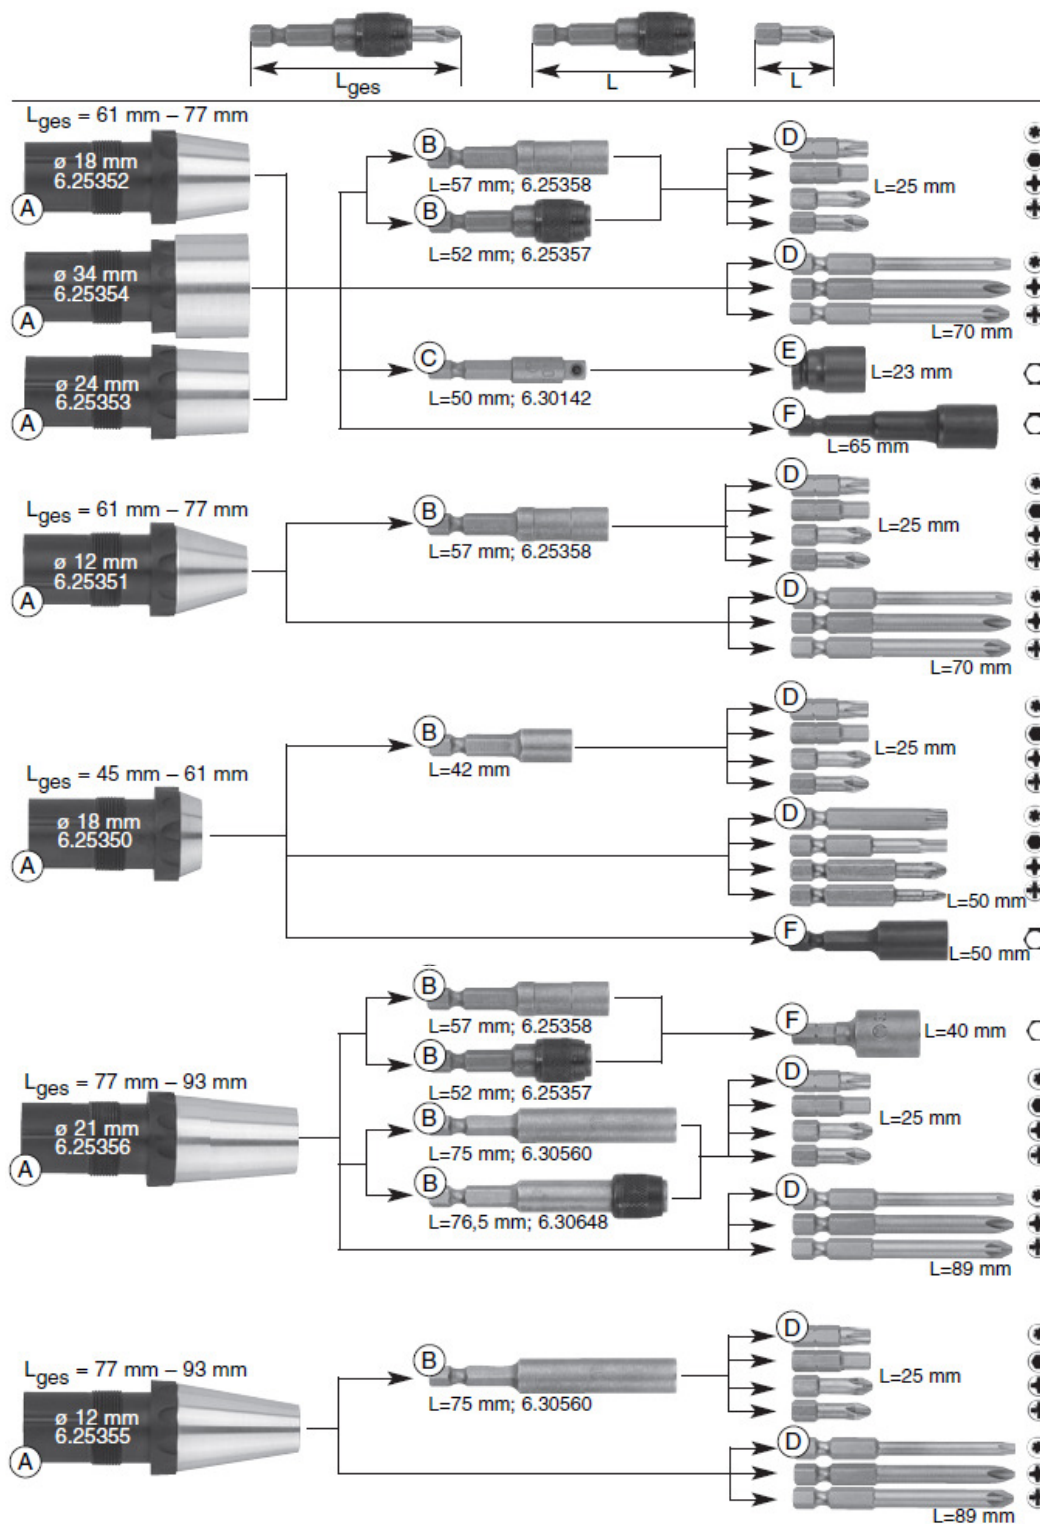 Lges
L
L
Lges = 61 mm – 77 mm
ø 18 mm
6.25352
A
B
L=57 mm; 6.25358
B
L=52 mm; 6.25357
D
L=25 mm
ø 34 mm
6.25354
A
D
L=70 mm
ø 24 mm
6.25353
A
C
L=50 mm; 6.30142
E
L=23 mm
F
L=65 mm
Lges = 61 mm – 77 mm
ø 12 mm
6.25351
A
B
L=57 mm; 6.25358
D
L=25 mm
D
L=70 mm
Lges = 45 mm – 61 mm
ø 18 mm
6.25350
A
B
L=42 mm
D
L=25 mm
D
L=50 mm
F
L=50 mm
Lges = 77 mm – 93 mm
ø 21 mm
6.25356
A
B
L=57 mm; 6.25358
B
L=52 mm; 6.25357
B
L=75 mm; 6.30560
B
L=76,5 mm; 6.30648
F
L=40 mm
D
L=25 mm
D
L=89 mm
Lges = 77 mm – 93 mm
ø 12 mm
6.25355
A
B
L=75 mm; 6.30560
D
L=25 mm
D
L=89 mm